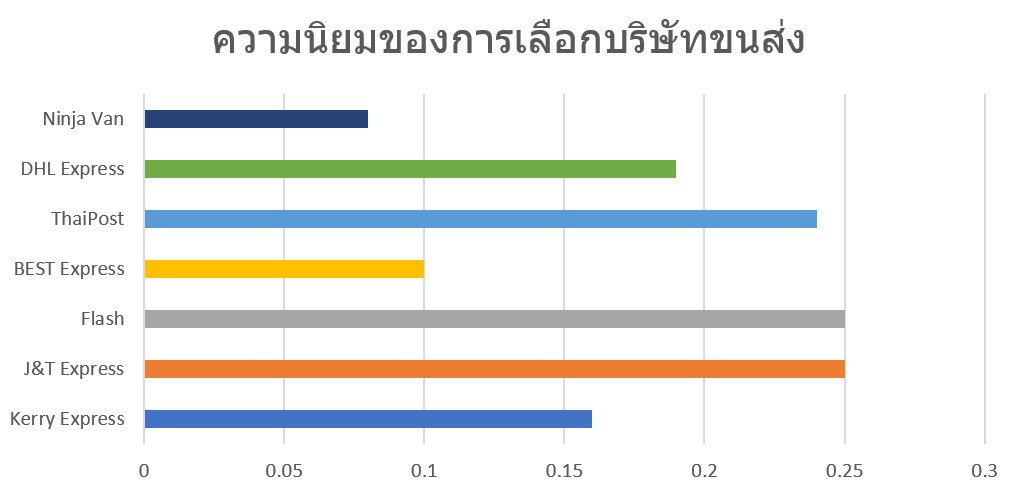 ความนิยมของการเลือกบริษัทขนส่ง
Ninja Van
DHL Express
ThaiPost
BEST Express
Flash
J&T Express
Kerry Express
0 0.05 0.1 0.15 0.2 0.25 0.3